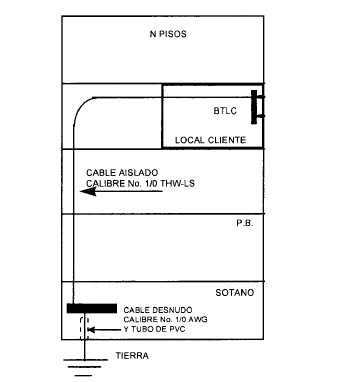 N PISOS
BTLC
LOCAL CLIENTE
CABLE AISLADO
CALIBRE No. 1/0 THW-LS
P.B.
SOTANO
CABLE DESNUDO
CALIBRE No. 1/0 AWG
Y TUBO DE PVC
TIERRA